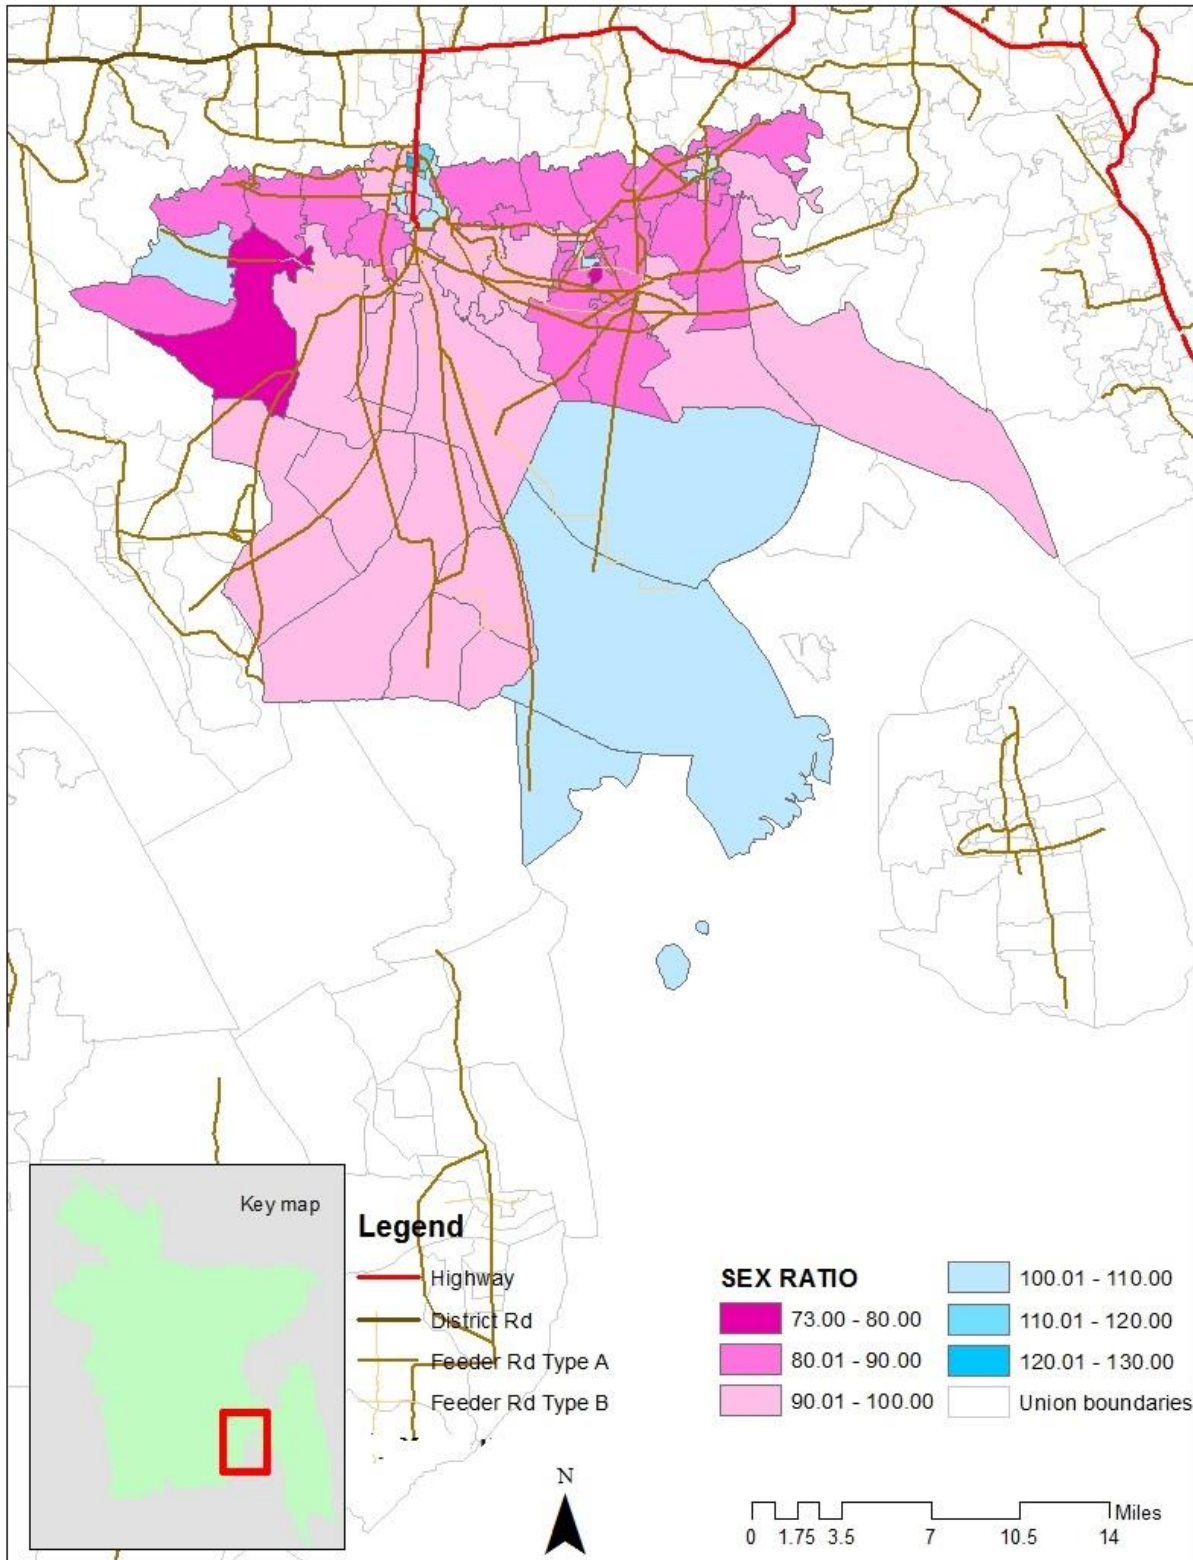 Key map
Legend
Highway
District Rd
Feeder Rd Type A
Feeder Rd Type B
SEX RATIO
73.00 - 80.00
80.01 - 90.00
90.01 - 100.00
100.01 - 110.00
110.01 - 120.00
120.01 - 130.00
Union boundaries
N
Miles
0 1.75 3.5 7 10.5 14